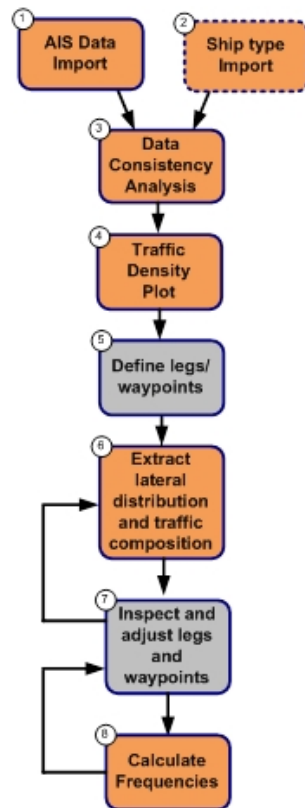 1
AIS Data
Import
2
Ship type
Import
3
Data
Consistency
Analysis
4
Traffic
Density
Plot
5
Define legs/
waypoints
6
Extract
lateral
distribution
and traffic
composition
7
Inspect and
adjust legs
and
waypoints
8
Calculate
Frequencies